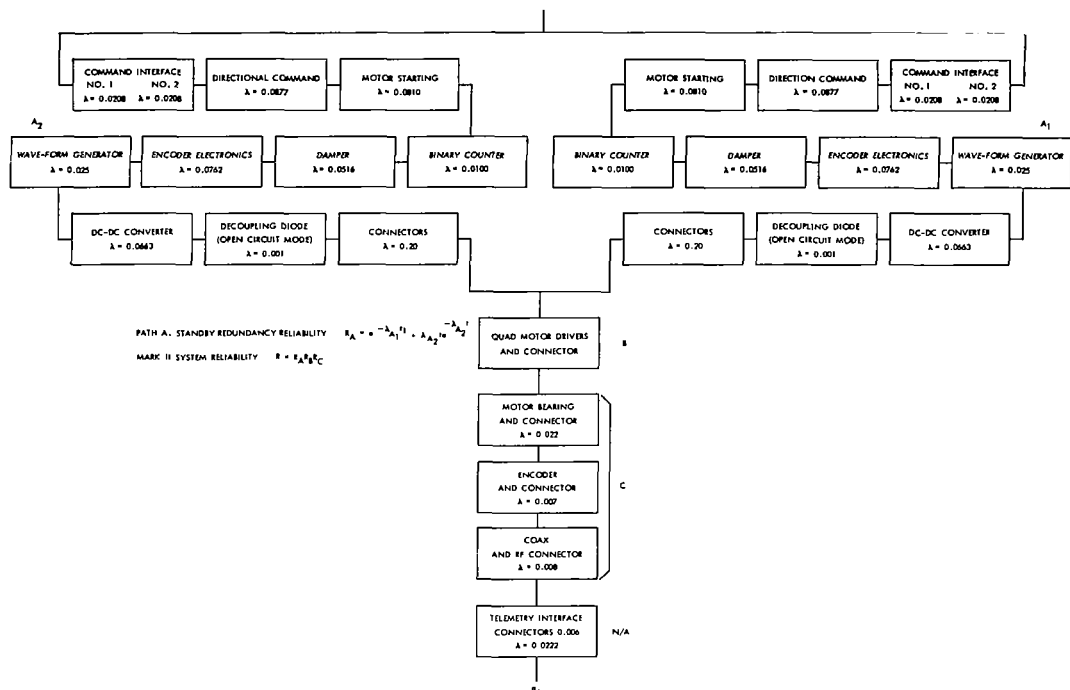 COMMAND INTERFACE
NO. 1 NO. 2
λ = 0.0208 λ = 0.0208
DIRECTIONAL COMMAND
λ = 0.0877
MOTOR STARTING
λ = 0.0810
MOTOR STARTING
λ = 0.0810
DIRECTION COMMAND
λ = 0.0877
COMMAND INTERFACE
NO. 1 NO. 2
λ = 0.0208 λ = 0.0208
A2
A1
WAVE-FORM GENERATOR
λ = 0.025
ENCODER ELECTRONICS
λ = 0.0762
DAMPER
λ = 0.0516
BINARY COUNTER
λ = 0.0100
BINARY COUNTER
λ = 0.0100
DAMPER
λ = 0.0516
ENCODER ELECTRONICS
λ = 0.0762
WAVE-FORM GENERATOR
λ = 0.025
DC-DC CONVERTER
λ = 0.0663
DECOUPLING DIODE
(OPEN CIRCUIT MODE)
λ = 0.001
CONNECTORS
λ = 0.20
CONNECTORS
λ = 0.20
DECOUPLING DIODE
(OPEN CIRCUIT MODE)
λ = 0.001
DC-DC CONVERTER
λ = 0.0663
PATH A. STANDBY REDUNDANCY RELIABILITY
MARK II SYSTEM RELIABILITY R = RARBRC
QUAD MOTOR DRIVERS
AND CONNECTOR
B
MOTOR BEARING
AND CONNECTOR
λ = 0.022
ENCODER
AND CONNECTOR
λ = 0.007
C
COAX
AND RF CONNECTOR
λ = 0.008
TELEMETRY INTERFACE
CONNECTORS 0.006
λ = 0.0222
N/A